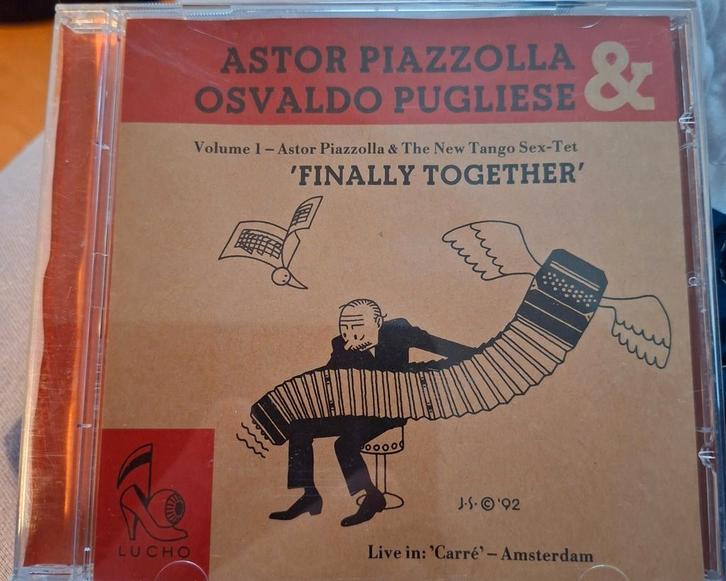 ASTOR PIAZZOLLA &
OSVALDO PUGLIESE
Volume 1 – Astor Piazzolla & The New Tango Sex-Tet
'FINALLY TOGETHER'
J.S.©'92
LUCHO
Live in: 'Carré' – Amsterdam